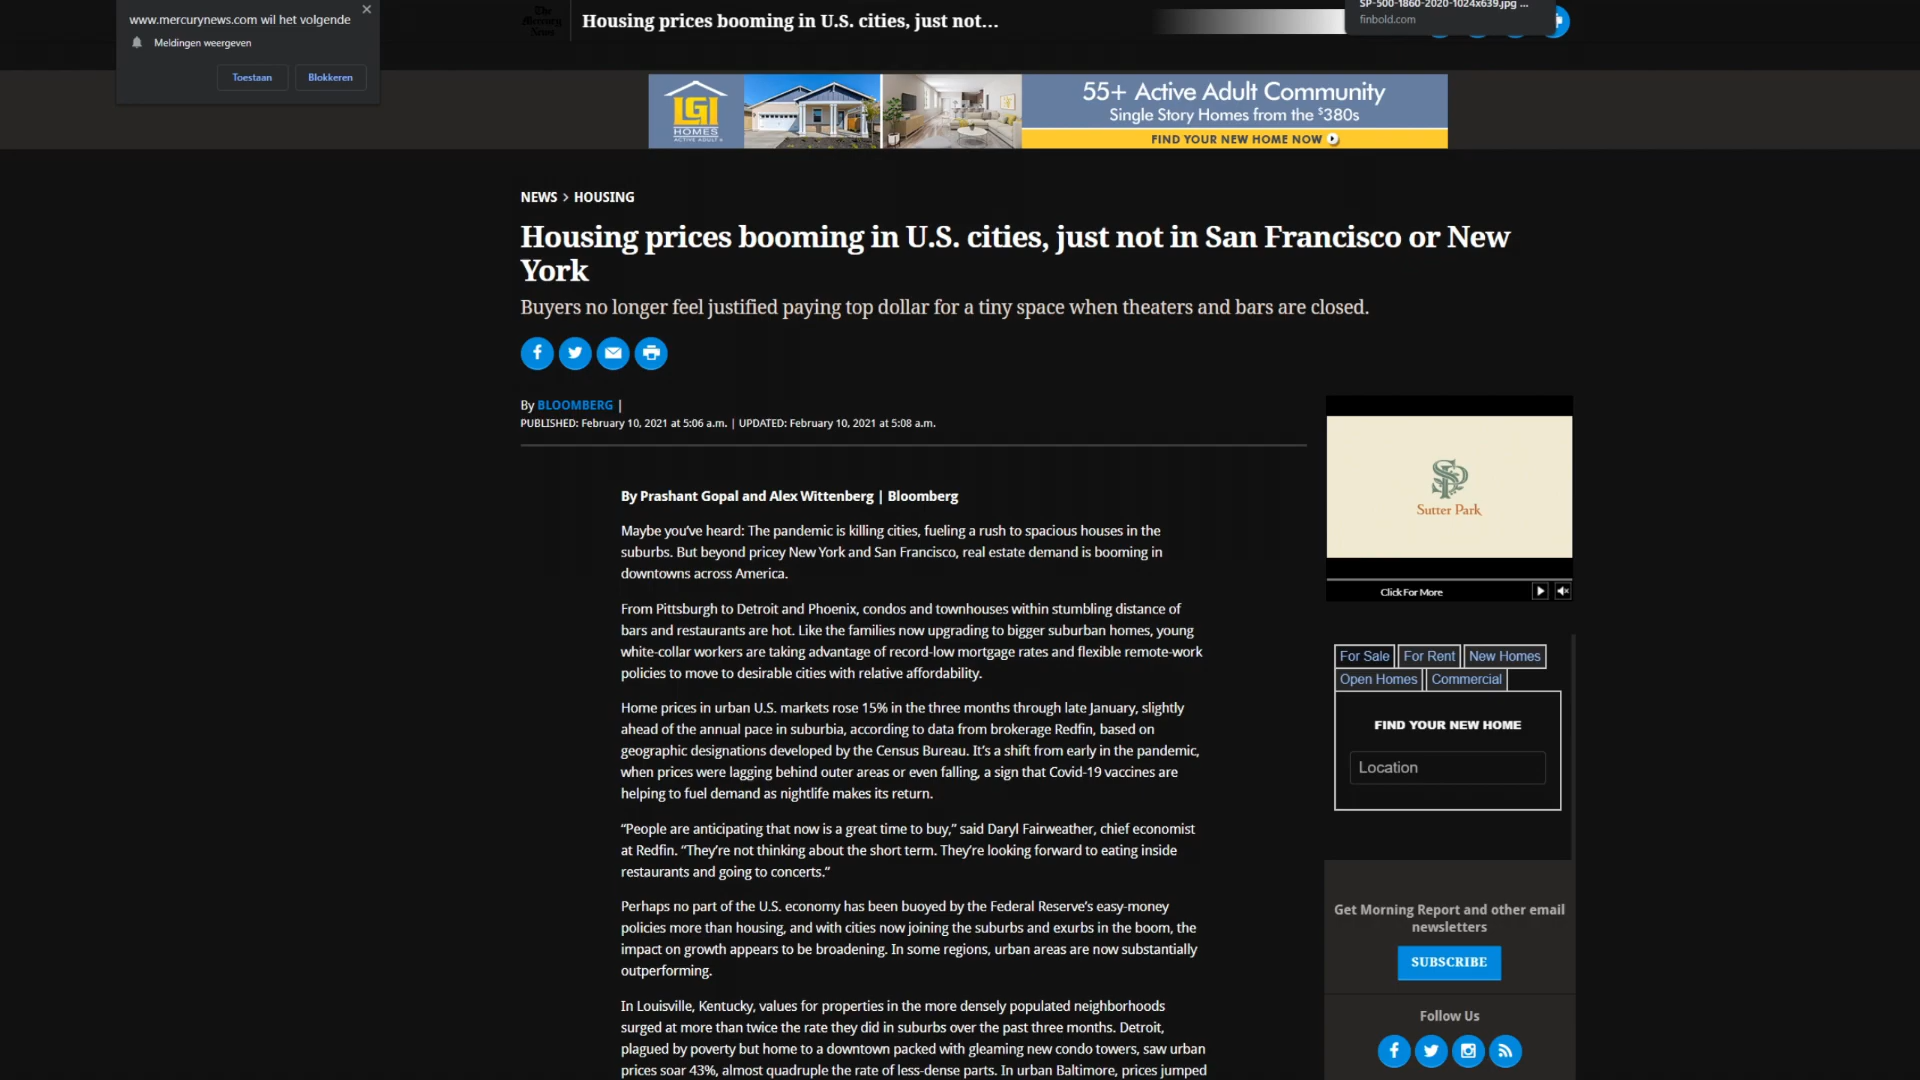 www.mercurynews.com wil het volgende
Meldingen weergeven
Toestaan
Blokkeren
The
Mercury
News
Housing prices booming in U.S. cities, just not…
SP-500-1860-2020-1024x639.jpg ...
finbold.com
LGI
HOMES
ACTIVE ADULT
55+ Active Adult Community
Single Story Homes from the $380s
FIND YOUR NEW HOME NOW
NEWS > HOUSING
Housing prices booming in U.S. cities, just not in San Francisco or New
York
Buyers no longer feel justified paying top dollar for a tiny space when theaters and bars are closed.
By BLOOMBERG |
PUBLISHED: February 10, 2021 at 5:06 a.m. | UPDATED: February 10, 2021 at 5:08 a.m.
By Prashant Gopal and Alex Wittenberg | Bloomberg
Maybe you’ve heard: The pandemic is killing cities, fueling a rush to spacious houses in the
suburbs. But beyond pricey New York and San Francisco, real estate demand is booming in
downtowns across America.
From Pittsburgh to Detroit and Phoenix, condos and townhouses within stumbling distance of
bars and restaurants are hot. Like the families now upgrading to bigger suburban homes, young
white-collar workers are taking advantage of record-low mortgage rates and flexible remote-work
policies to move to desirable cities with relative affordability.
Home prices in urban U.S. markets rose 15% in the three months through late January, slightly
ahead of the annual pace in suburbia, according to data from brokerage Redfin, based on
geographic designations developed by the Census Bureau. It’s a shift from early in the pandemic,
when prices were lagging behind outer areas or even falling, a sign that Covid-19 vaccines are
helping to fuel demand as nightlife makes its return.
“People are anticipating that now is a great time to buy,” said Daryl Fairweather, chief economist
at Redfin. “They’re not thinking about the short term. They’re looking forward to eating inside
restaurants and going to concerts.”
Perhaps no part of the U.S. economy has been buoyed by the Federal Reserve’s easy-money
policies more than housing, and with cities now joining the suburbs and exurbs in the boom, the
impact on growth appears to be broadening. In some regions, urban areas are now substantially
outperforming.
In Louisville, Kentucky, values for properties in the more densely populated neighborhoods
surged at more than twice the rate they did in suburbs over the past three months. Detroit,
plagued by poverty but home to a downtown packed with gleaming new condo towers, saw urban
prices soar 43%, almost quadruple the rate of less-dense parts. In urban Baltimore, prices jumped
SP
Sutter Park
Click For More
For Sale
For Rent
New Homes
Open Homes
Commercial
FIND YOUR NEW HOME
Location
Get Morning Report and other email
newsletters
SUBSCRIBE
Follow Us